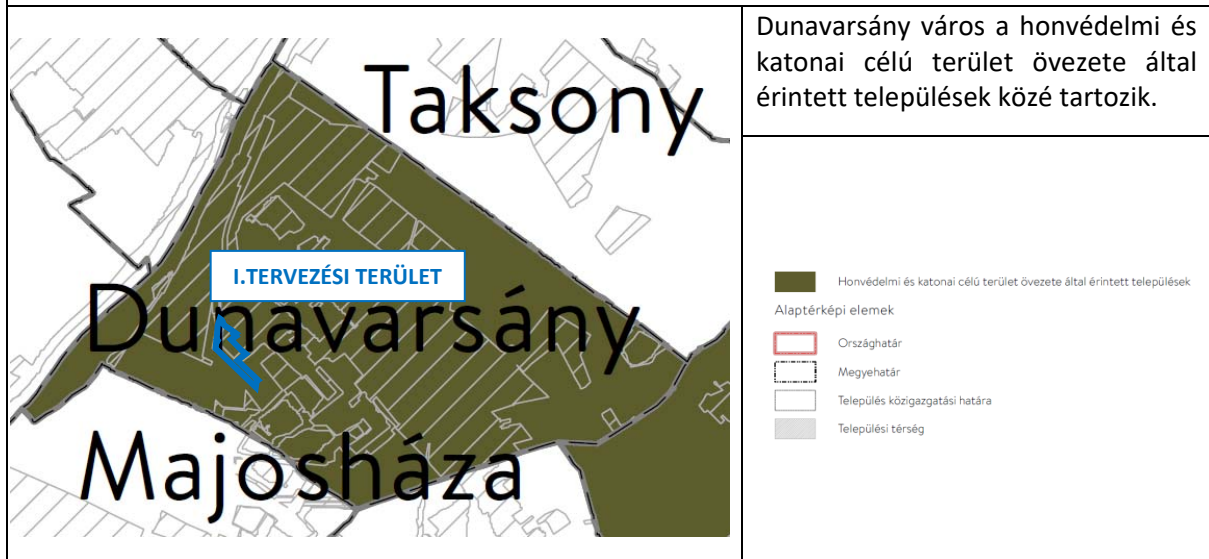 Taksony
I.TERVEZÉSI TERÜLET
Dunavarsány
Majosháza
Dunavarsány város a honvédelmi és
katonai célú terület övezete által
érintett települések közé tartozik.
Honvédelmi és katonai célú terület övezete által érintett települések
Alaptérképi elemek
Országhatár
Megyehatár
Település közigazgatási határa
Települési térség